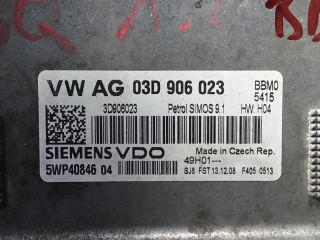 VW AG 03D 906 023
BBM0
5415
3D906023 Petrol SIMOS 9.1 HW: H04
SIEMENS VDO
Made in Czech Rep.
49H01---
5WP40846 04
SJ8 FST 13.12.08 F405 0513